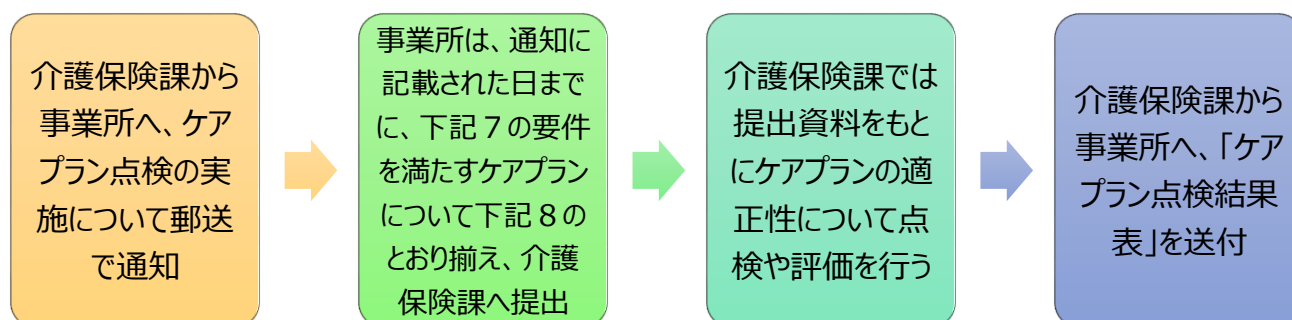 介護保険課から
事業所へ、ケア
プラン点検の実
施について郵送
で通知
事業所は、通知に
記載された日まで
に、下記７の要件
を満たすケアプラン
について下記８の
とおり揃え、介護
保険課へ提出
介護保険課では
提出資料をもと
にケアプランの適
正性について点
検や評価を行う
介護保険課から
事業所へ、「ケア
プラン点検結果
表」を送付